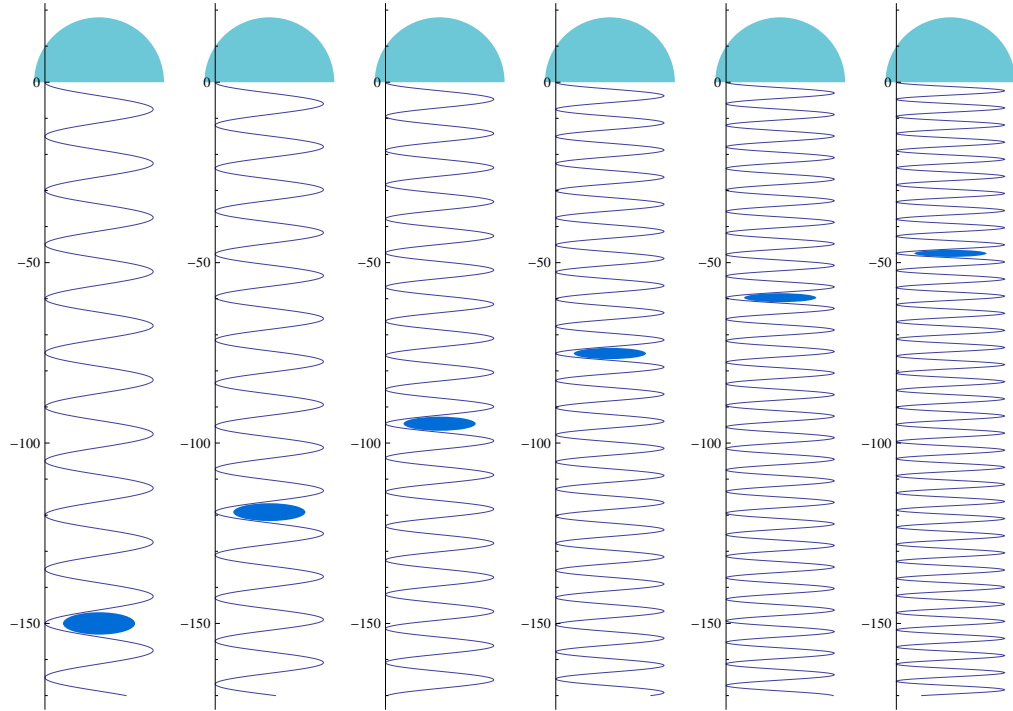 0 0 0 0 0 0
−50 −50 −50 −50 −50 −50
−100 −100 −100 −100 −100 −100
−150 −150 −150 −150 −150 −150